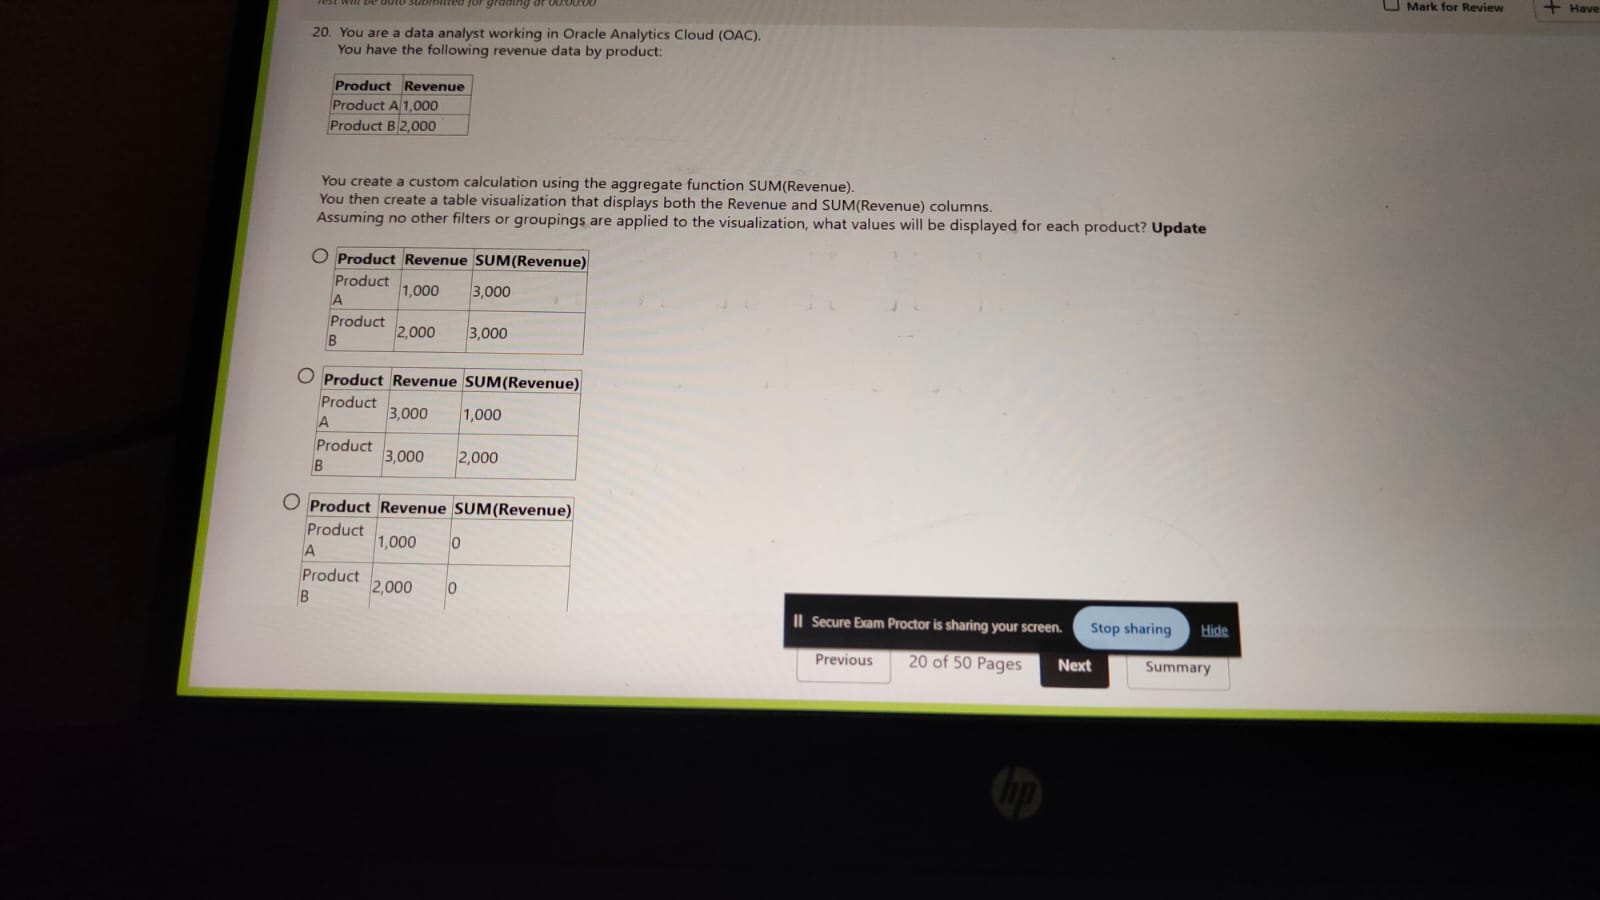 Test will be auto submitted for grading at 00:00:00
Mark for Review
+ Have
20. You are a data analyst working in Oracle Analytics Cloud (OAC).
You have the following revenue data by product:
Product Revenue
Product A 1,000
Product B 2,000
You create a custom calculation using the aggregate function SUM(Revenue).
You then create a table visualization that displays both the Revenue and SUM(Revenue) columns.
Assuming no other filters or groupings are applied to the visualization, what values will be displayed for each product? Update
Product Revenue SUM(Revenue)
Product
A 1,000 3,000
Product
B 2,000 3,000
Product Revenue SUM(Revenue)
Product
A 3,000 1,000
Product
B 3,000 2,000
Product Revenue SUM(Revenue)
Product
A 1,000 0
Product
B 2,000 0
Secure Exam Proctor is sharing your screen. Stop sharing Hide
Previous 20 of 50 Pages Next Summary
hp